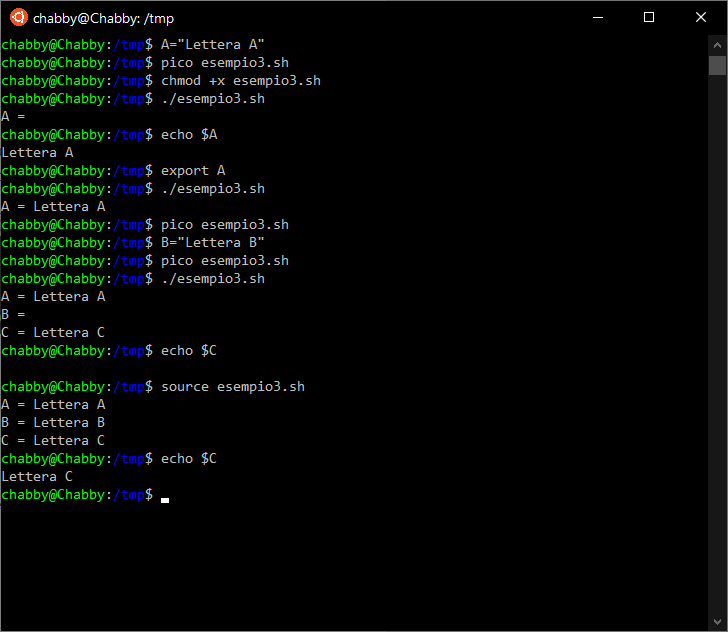 chabby@Chabby: /tmp
chabby@Chabby:/tmp$ A="Lettera A"
chabby@Chabby:/tmp$ pico esempio3.sh
chabby@Chabby:/tmp$ chmod +x esempio3.sh
chabby@Chabby:/tmp$ ./esempio3.sh
A =
chabby@Chabby:/tmp$ echo $A
Lettera A
chabby@Chabby:/tmp$ export A
chabby@Chabby:/tmp$ ./esempio3.sh
A = Lettera A
chabby@Chabby:/tmp$ pico esempio3.sh
chabby@Chabby:/tmp$ B="Lettera B"
chabby@Chabby:/tmp$ pico esempio3.sh
chabby@Chabby:/tmp$ ./esempio3.sh
A = Lettera A
B =
C = Lettera C
chabby@Chabby:/tmp$ echo $C
chabby@Chabby:/tmp$ source esempio3.sh
A = Lettera A
B = Lettera B
C = Lettera C
chabby@Chabby:/tmp$ echo $C
Lettera C
chabby@Chabby:/tmp$